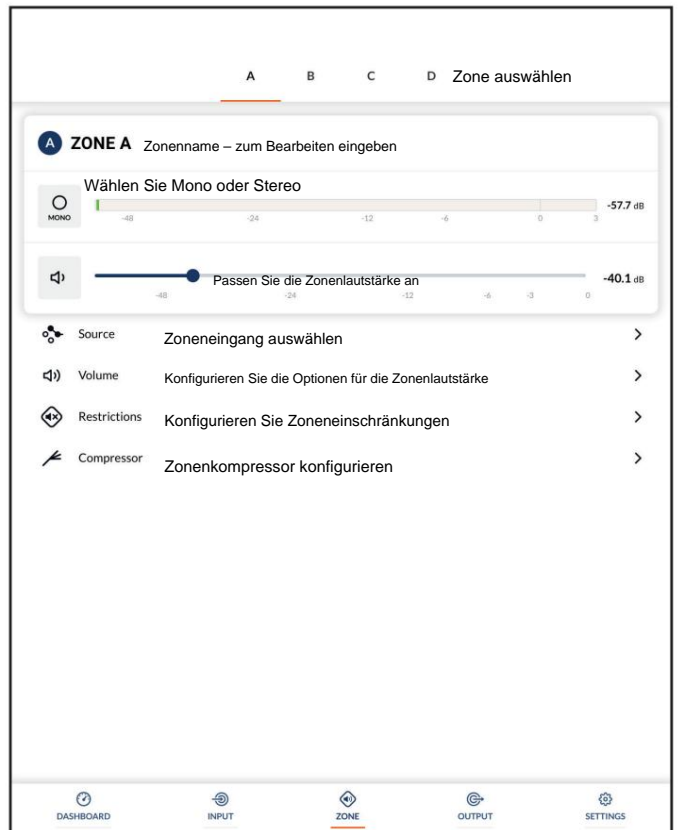 A B C D Zone auswählen
A ZONE A Zonenname – zum Bearbeiten eingeben
Wählen Sie Mono oder Stereo
MONO
-57.7 dB
-48 -24 -12 -6 0 3
Passen Sie die Zonenlautstärke an
-40.1 dB
-48 -24 -12 -6 -3 0
Source Zoneneingang auswählen
Volume Konfigurieren Sie die Optionen für die Zonenlautstärke
Restrictions Konfigurieren Sie Zoneneinschränkungen
Compressor Zonenkompressor konfigurieren
DASHBOARD INPUT ZONE OUTPUT SETTINGS